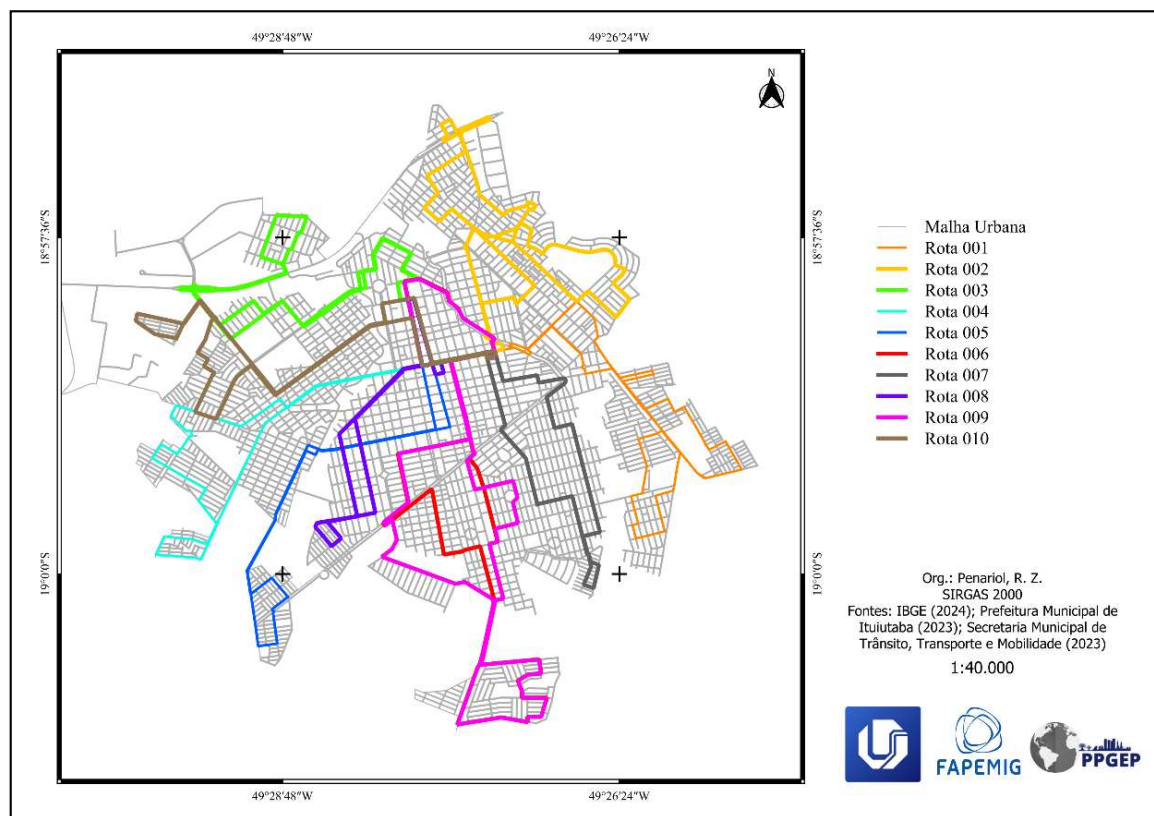 49°28′48″W
49°26′24″W
N
18°57′36″S
18°57′36″S
19°0′0″S
19°0′0″S
49°28′48″W
49°26′24″W
Malha Urbana
Rota 001
Rota 002
Rota 003
Rota 004
Rota 005
Rota 006
Rota 007
Rota 008
Rota 009
Rota 010
Org.: Penariol, R. Z.
SIRGAS 2000
Fontes: IBGE (2024); Prefeitura Municipal de
Ituiutaba (2023); Secretaria Municipal de
Trânsito, Transporte e Mobilidade (2023)
1:40.000
FAPEMIG
PPGEP